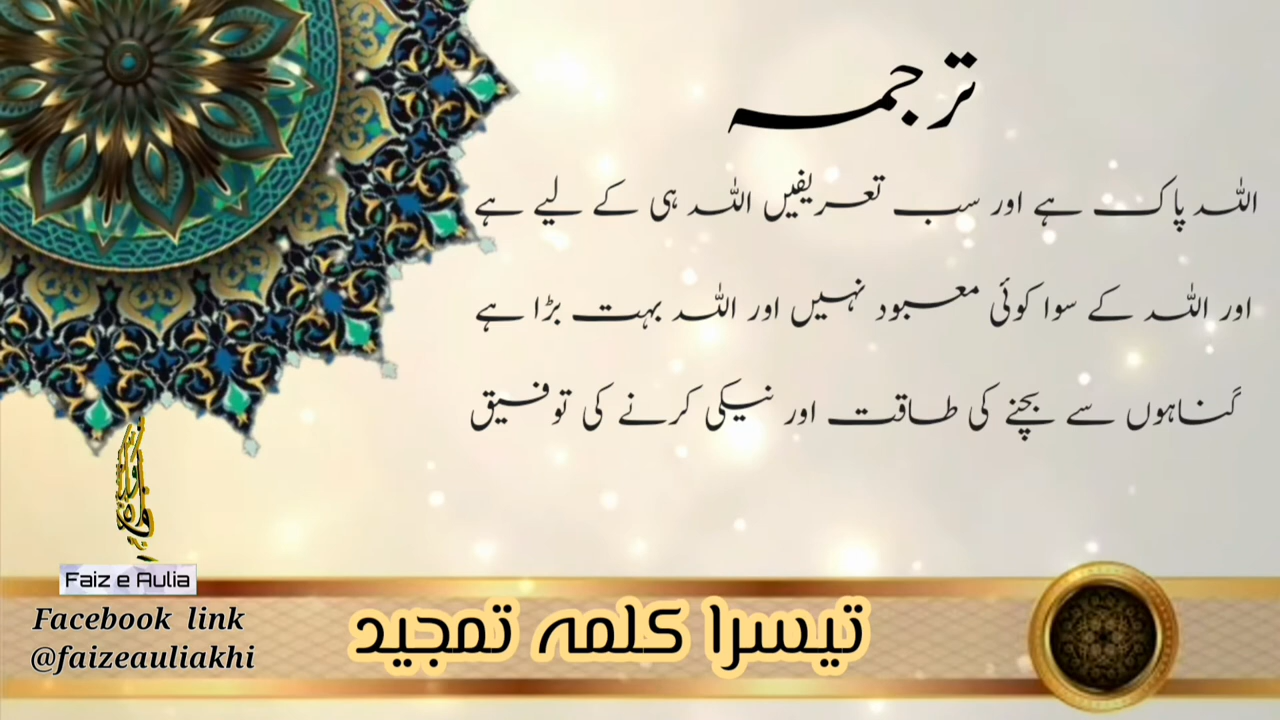 ترجمہ
اللہ پاک ہے اور سب تعریفیں اللہ ہی کے لیے ہے
اور اللہ کے سوا کوئی معبود نہیں اور اللہ بہت بڑا ہے
گناہوں سے بچنے کی طاقت اور نیکی کرنے کی توفیق
Faiz e Aulia
Facebook link
@faizeauliakhi
تیسرا کلمہ تمجید